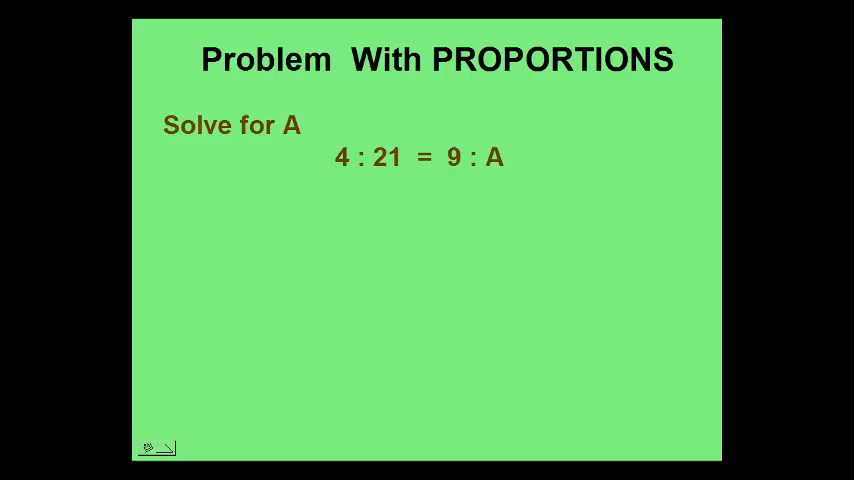 Problem With PROPORTIONS
Solve for A
4 : 21 = 9 : A